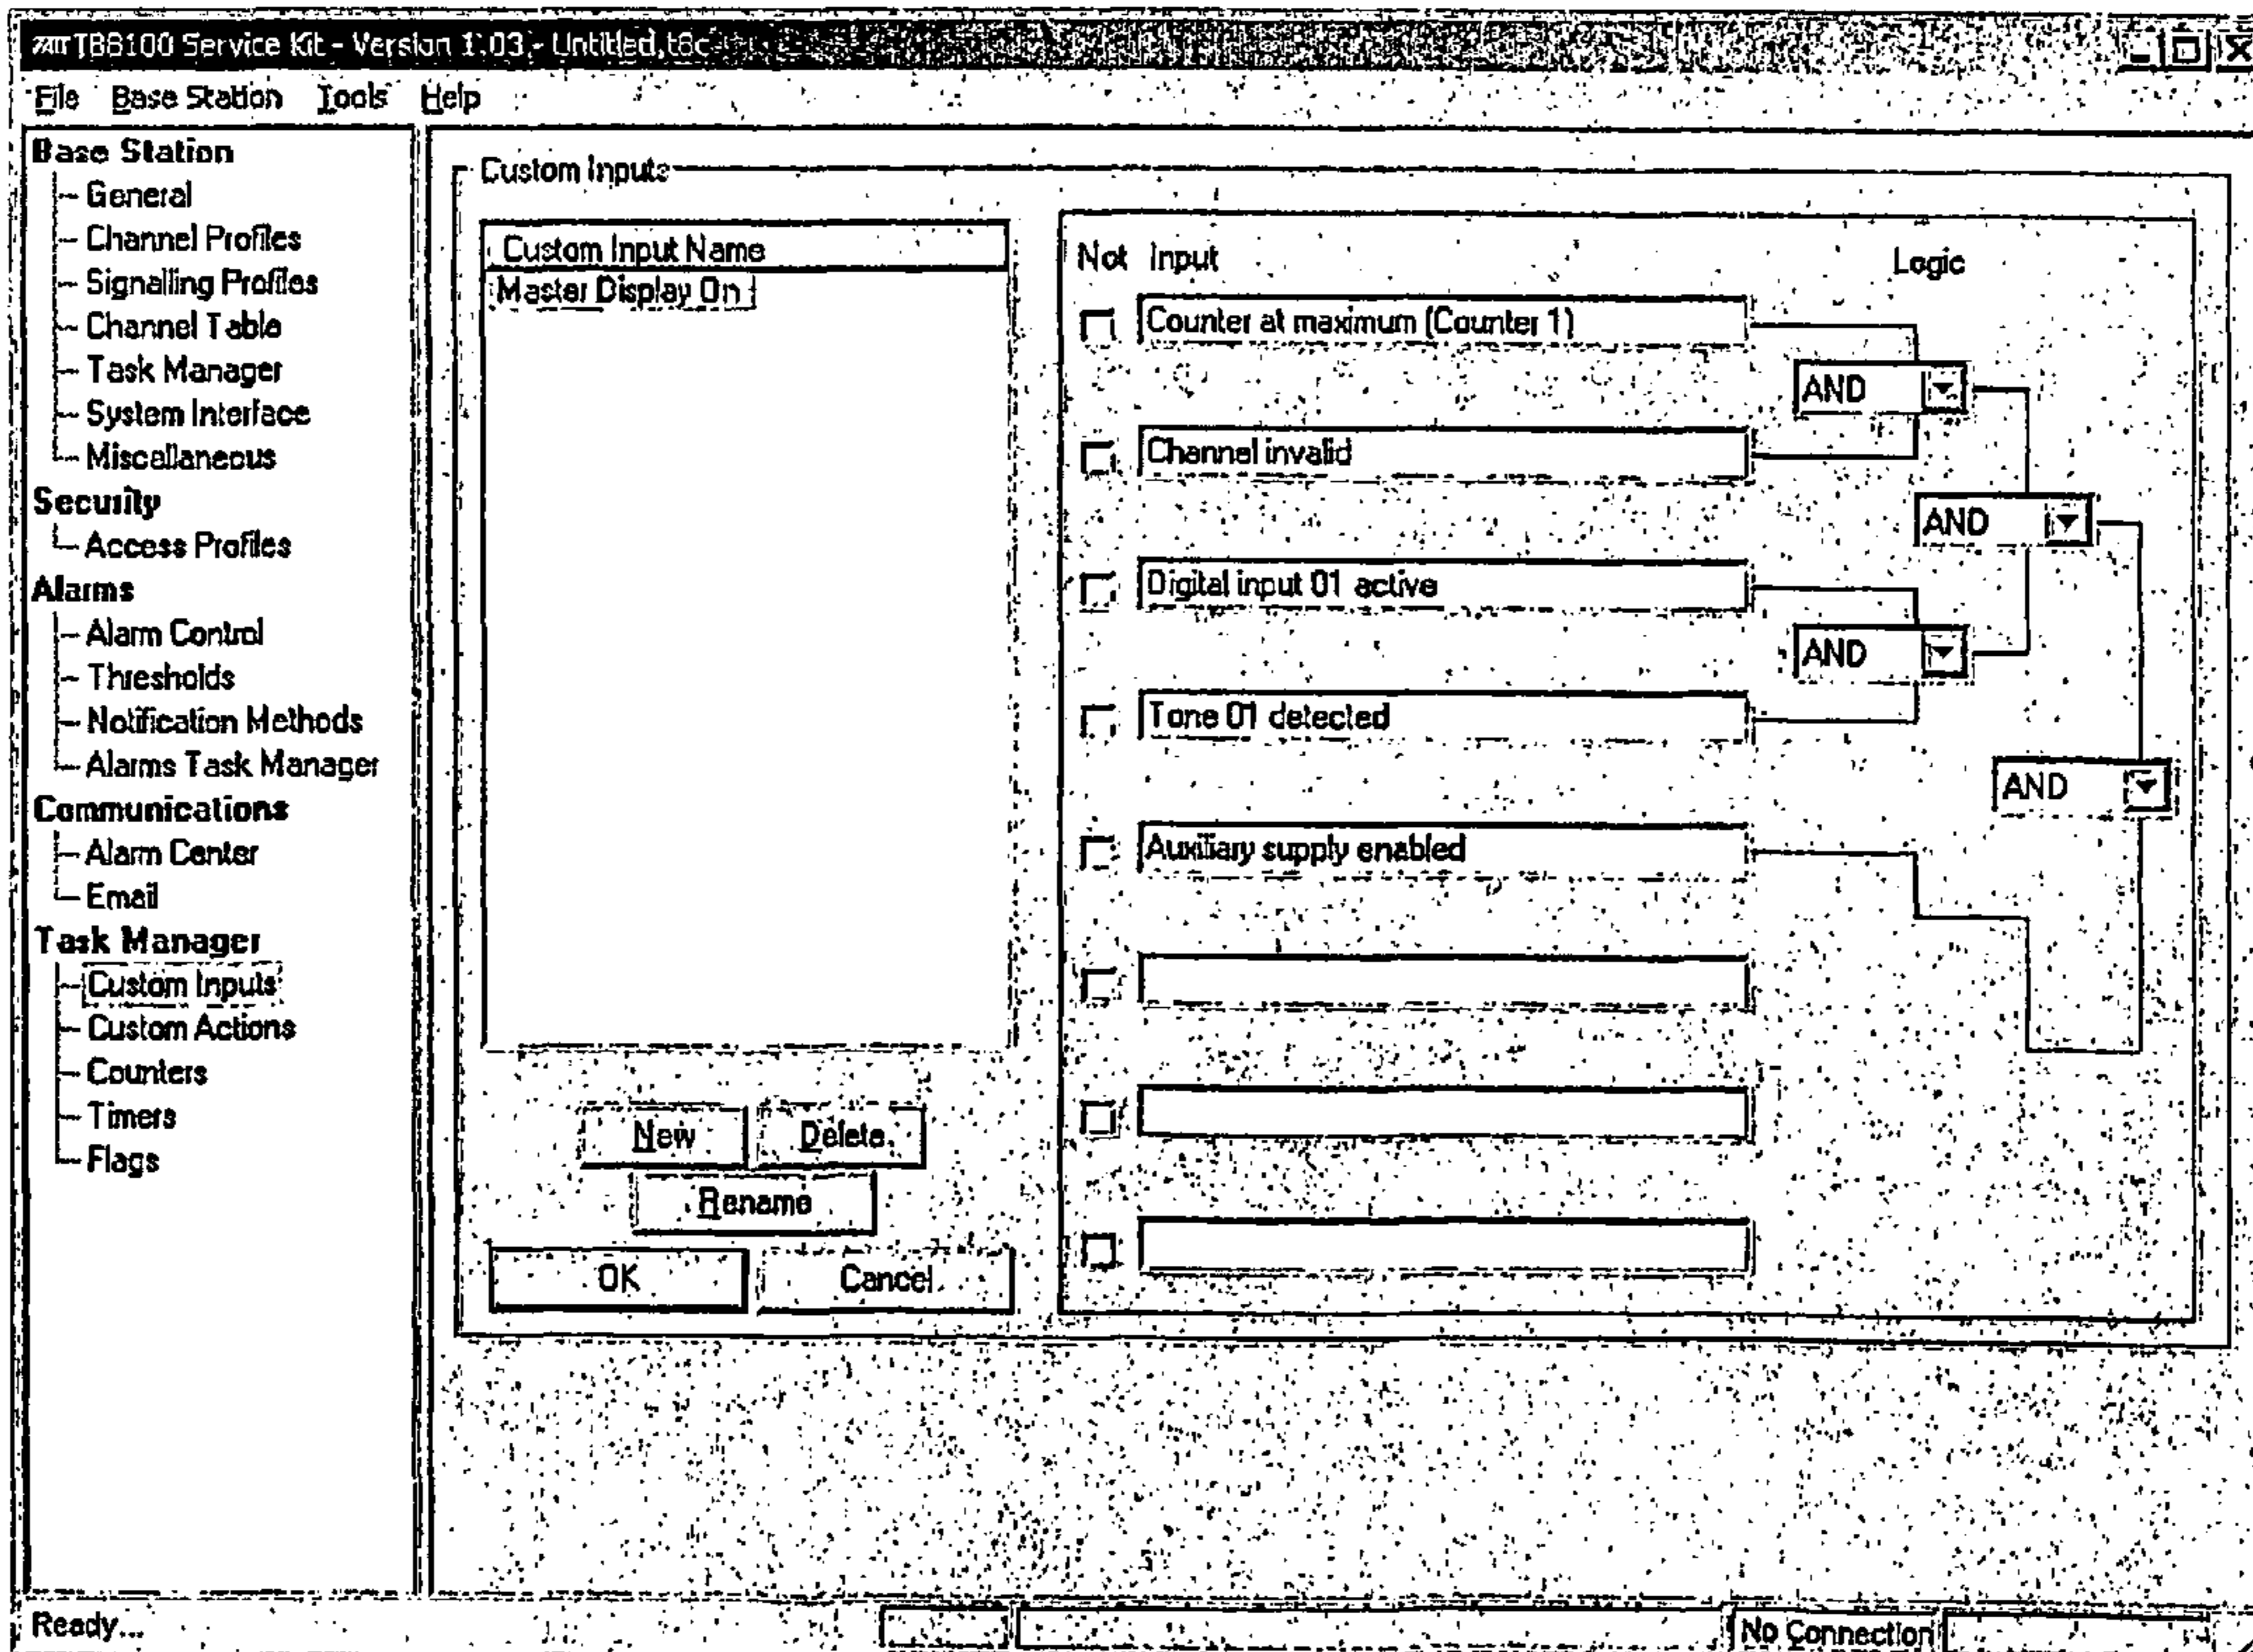 TAIT TB8100 Service Kit - Version 1.03 - Untitled.t8c
File Base Station Tools Help
Base Station
General
Channel Profiles
Signalling Profiles
Channel Table
Task Manager
System Interface
Miscellaneous
Security
Access Profiles
Alarms
Alarm Control
Thresholds
Notification Methods
Alarms Task Manager
Communications
Alarm Center
Email
Task Manager
Custom Inputs
Custom Actions
Counters
Timers
Flags
Custom Inputs
Custom Input Name
Master Display On
New Delete
Rename
OK Cancel
Not Input Logic
Counter at maximum (Counter 1)
AND
Channel invalid
AND
Digital input 01 active
AND
Tone 01 detected
AND
Auxiliary supply enabled
Ready...
No Connection